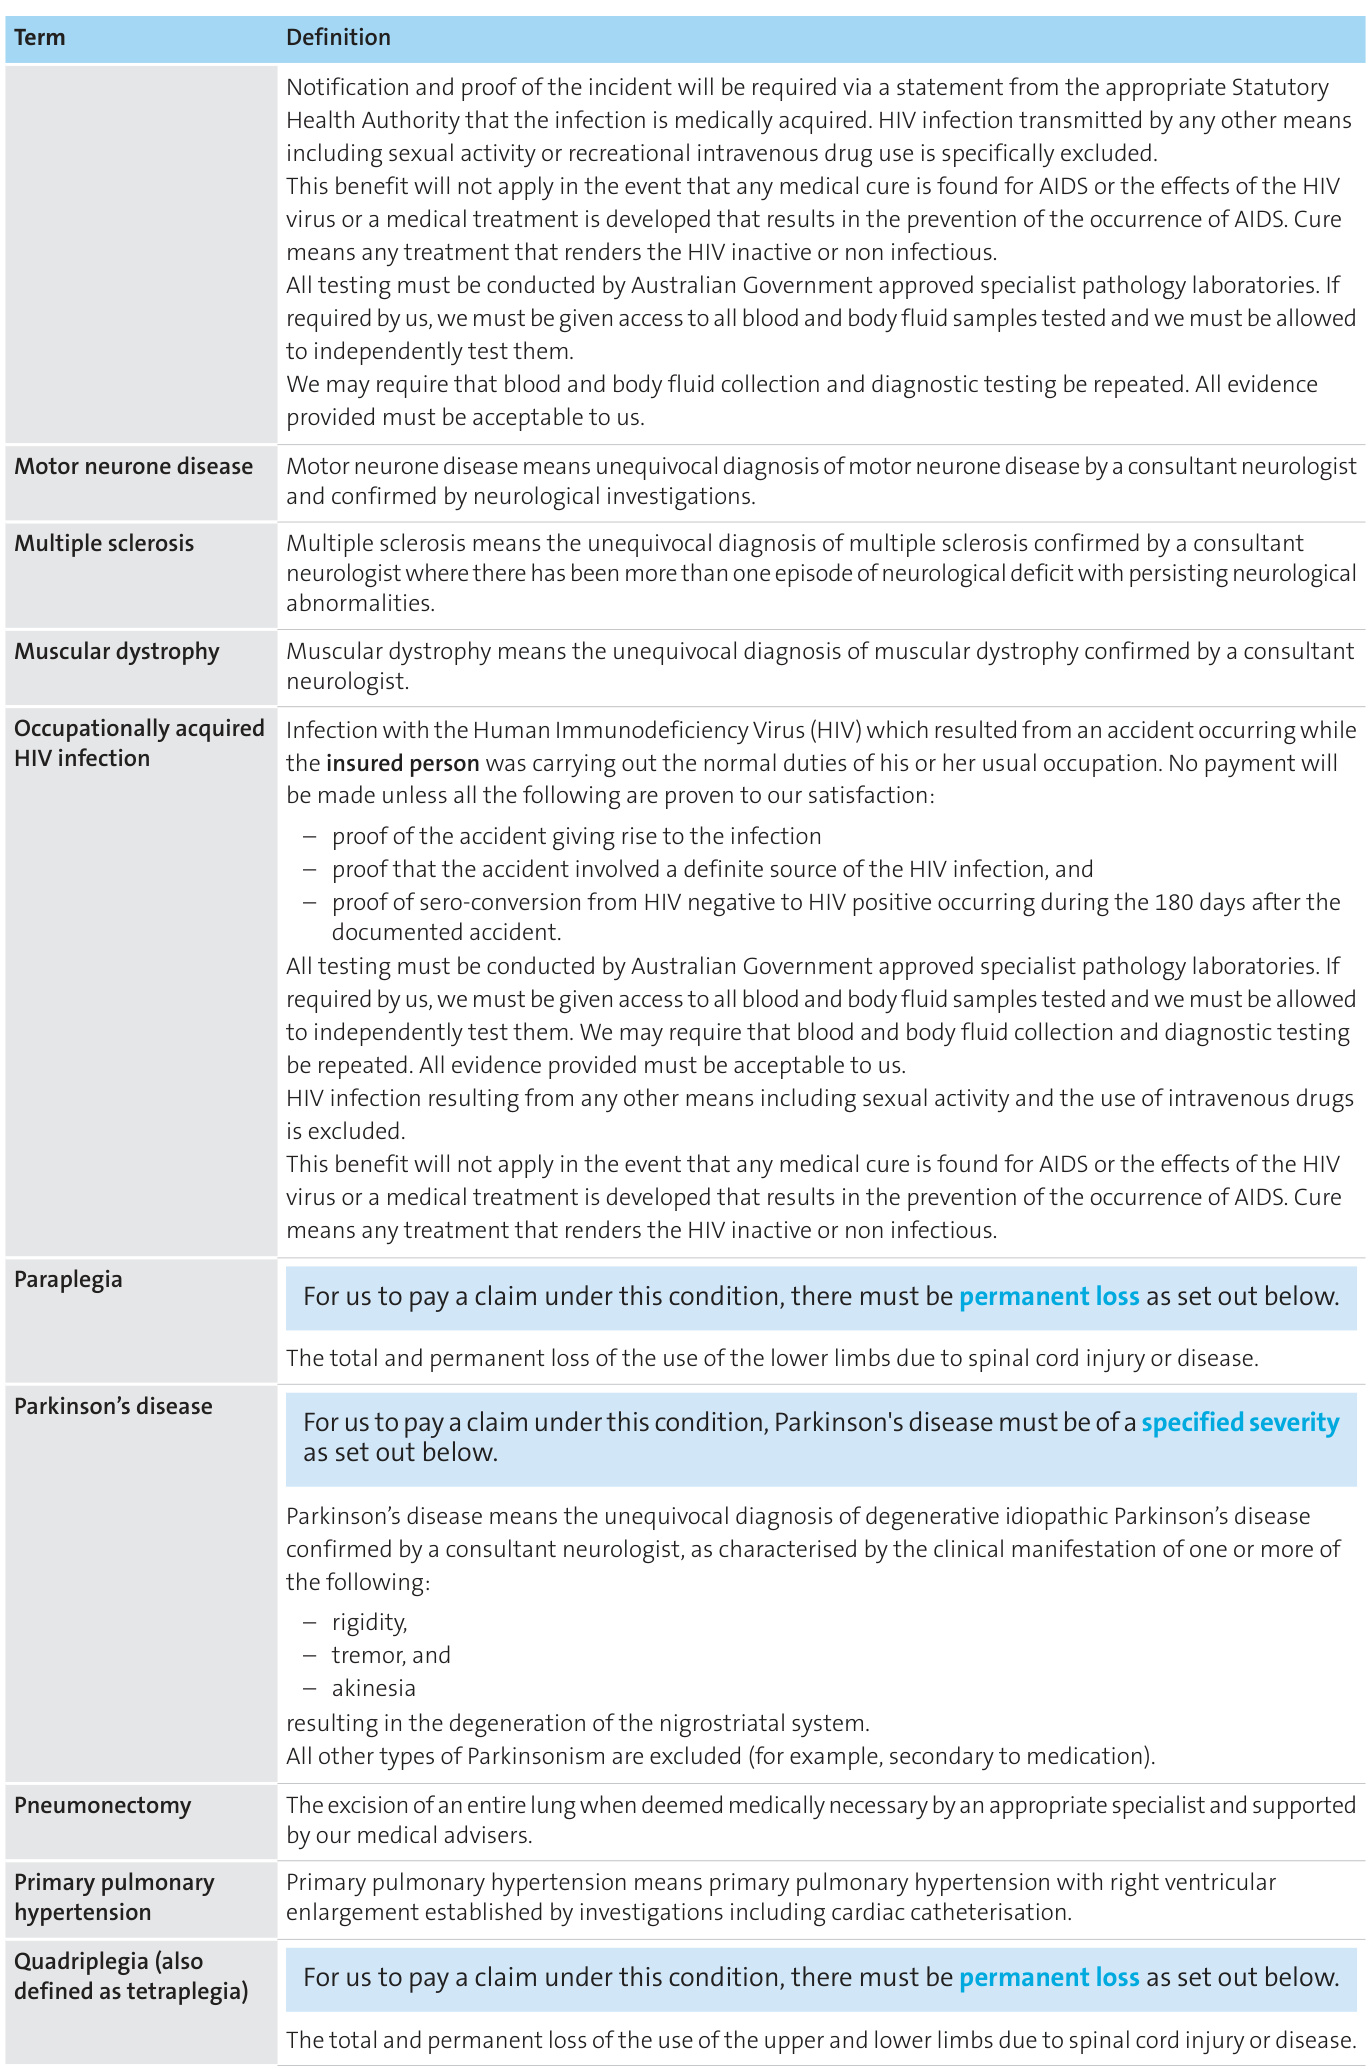 Term Definition
Notification and proof of the incident will be required via a statement from the appropriate Statutory
Health Authority that the infection is medically acquired. HIV infection transmitted by any other means
including sexual activity or recreational intravenous drug use is specifically excluded.
This benefit will not apply in the event that any medical cure is found for AIDS or the effects of the HIV
virus or a medical treatment is developed that results in the prevention of the occurrence of AIDS. Cure
means any treatment that renders the HIV inactive or non infectious.
All testing must be conducted by Australian Government approved specialist pathology laboratories. If
required by us, we must be given access to all blood and body fluid samples tested and we must be allowed
to independently test them.
We may require that blood and body fluid collection and diagnostic testing be repeated. All evidence
provided must be acceptable to us.
Motor neurone disease Motor neurone disease means unequivocal diagnosis of motor neurone disease by a consultant neurologist
and confirmed by neurological investigations.
Multiple sclerosis Multiple sclerosis means the unequivocal diagnosis of multiple sclerosis confirmed by a consultant
neurologist where there has been more than one episode of neurological deficit with persisting neurological
abnormalities.
Muscular dystrophy Muscular dystrophy means the unequivocal diagnosis of muscular dystrophy confirmed by a consultant
neurologist.
Occupationally acquired
HIV infection
Infection with the Human Immunodeficiency Virus (HIV) which resulted from an accident occurring while
the insured person was carrying out the normal duties of his or her usual occupation. No payment will
be made unless all the following are proven to our satisfaction:
– proof of the accident giving rise to the infection
– proof that the accident involved a definite source of the HIV infection, and
– proof of sero-conversion from HIV negative to HIV positive occurring during the 180 days after the
documented accident.
All testing must be conducted by Australian Government approved specialist pathology laboratories. If
required by us, we must be given access to all blood and body fluid samples tested and we must be allowed
to independently test them. We may require that blood and body fluid collection and diagnostic testing
be repeated. All evidence provided must be acceptable to us.
HIV infection resulting from any other means including sexual activity and the use of intravenous drugs
is excluded.
This benefit will not apply in the event that any medical cure is found for AIDS or the effects of the HIV
virus or a medical treatment is developed that results in the prevention of the occurrence of AIDS. Cure
means any treatment that renders the HIV inactive or non infectious.
Paraplegia
For us to pay a claim under this condition, there must be permanent loss as set out below.
The total and permanent loss of the use of the lower limbs due to spinal cord injury or disease.
Parkinson’s disease
For us to pay a claim under this condition, Parkinson's disease must be of a specified severity
as set out below.
Parkinson’s disease means the unequivocal diagnosis of degenerative idiopathic Parkinson’s disease
confirmed by a consultant neurologist, as characterised by the clinical manifestation of one or more of
the following:
– rigidity,
– tremor, and
– akinesia
resulting in the degeneration of the nigrostriatal system.
All other types of Parkinsonism are excluded (for example, secondary to medication).
Pneumonectomy The excision of an entire lung when deemed medically necessary by an appropriate specialist and supported
by our medical advisers.
Primary pulmonary
hypertension
Primary pulmonary hypertension means primary pulmonary hypertension with right ventricular
enlargement established by investigations including cardiac catheterisation.
Quadriplegia (also
defined as tetraplegia)
For us to pay a claim under this condition, there must be permanent loss as set out below.
The total and permanent loss of the use of the upper and lower limbs due to spinal cord injury or disease.